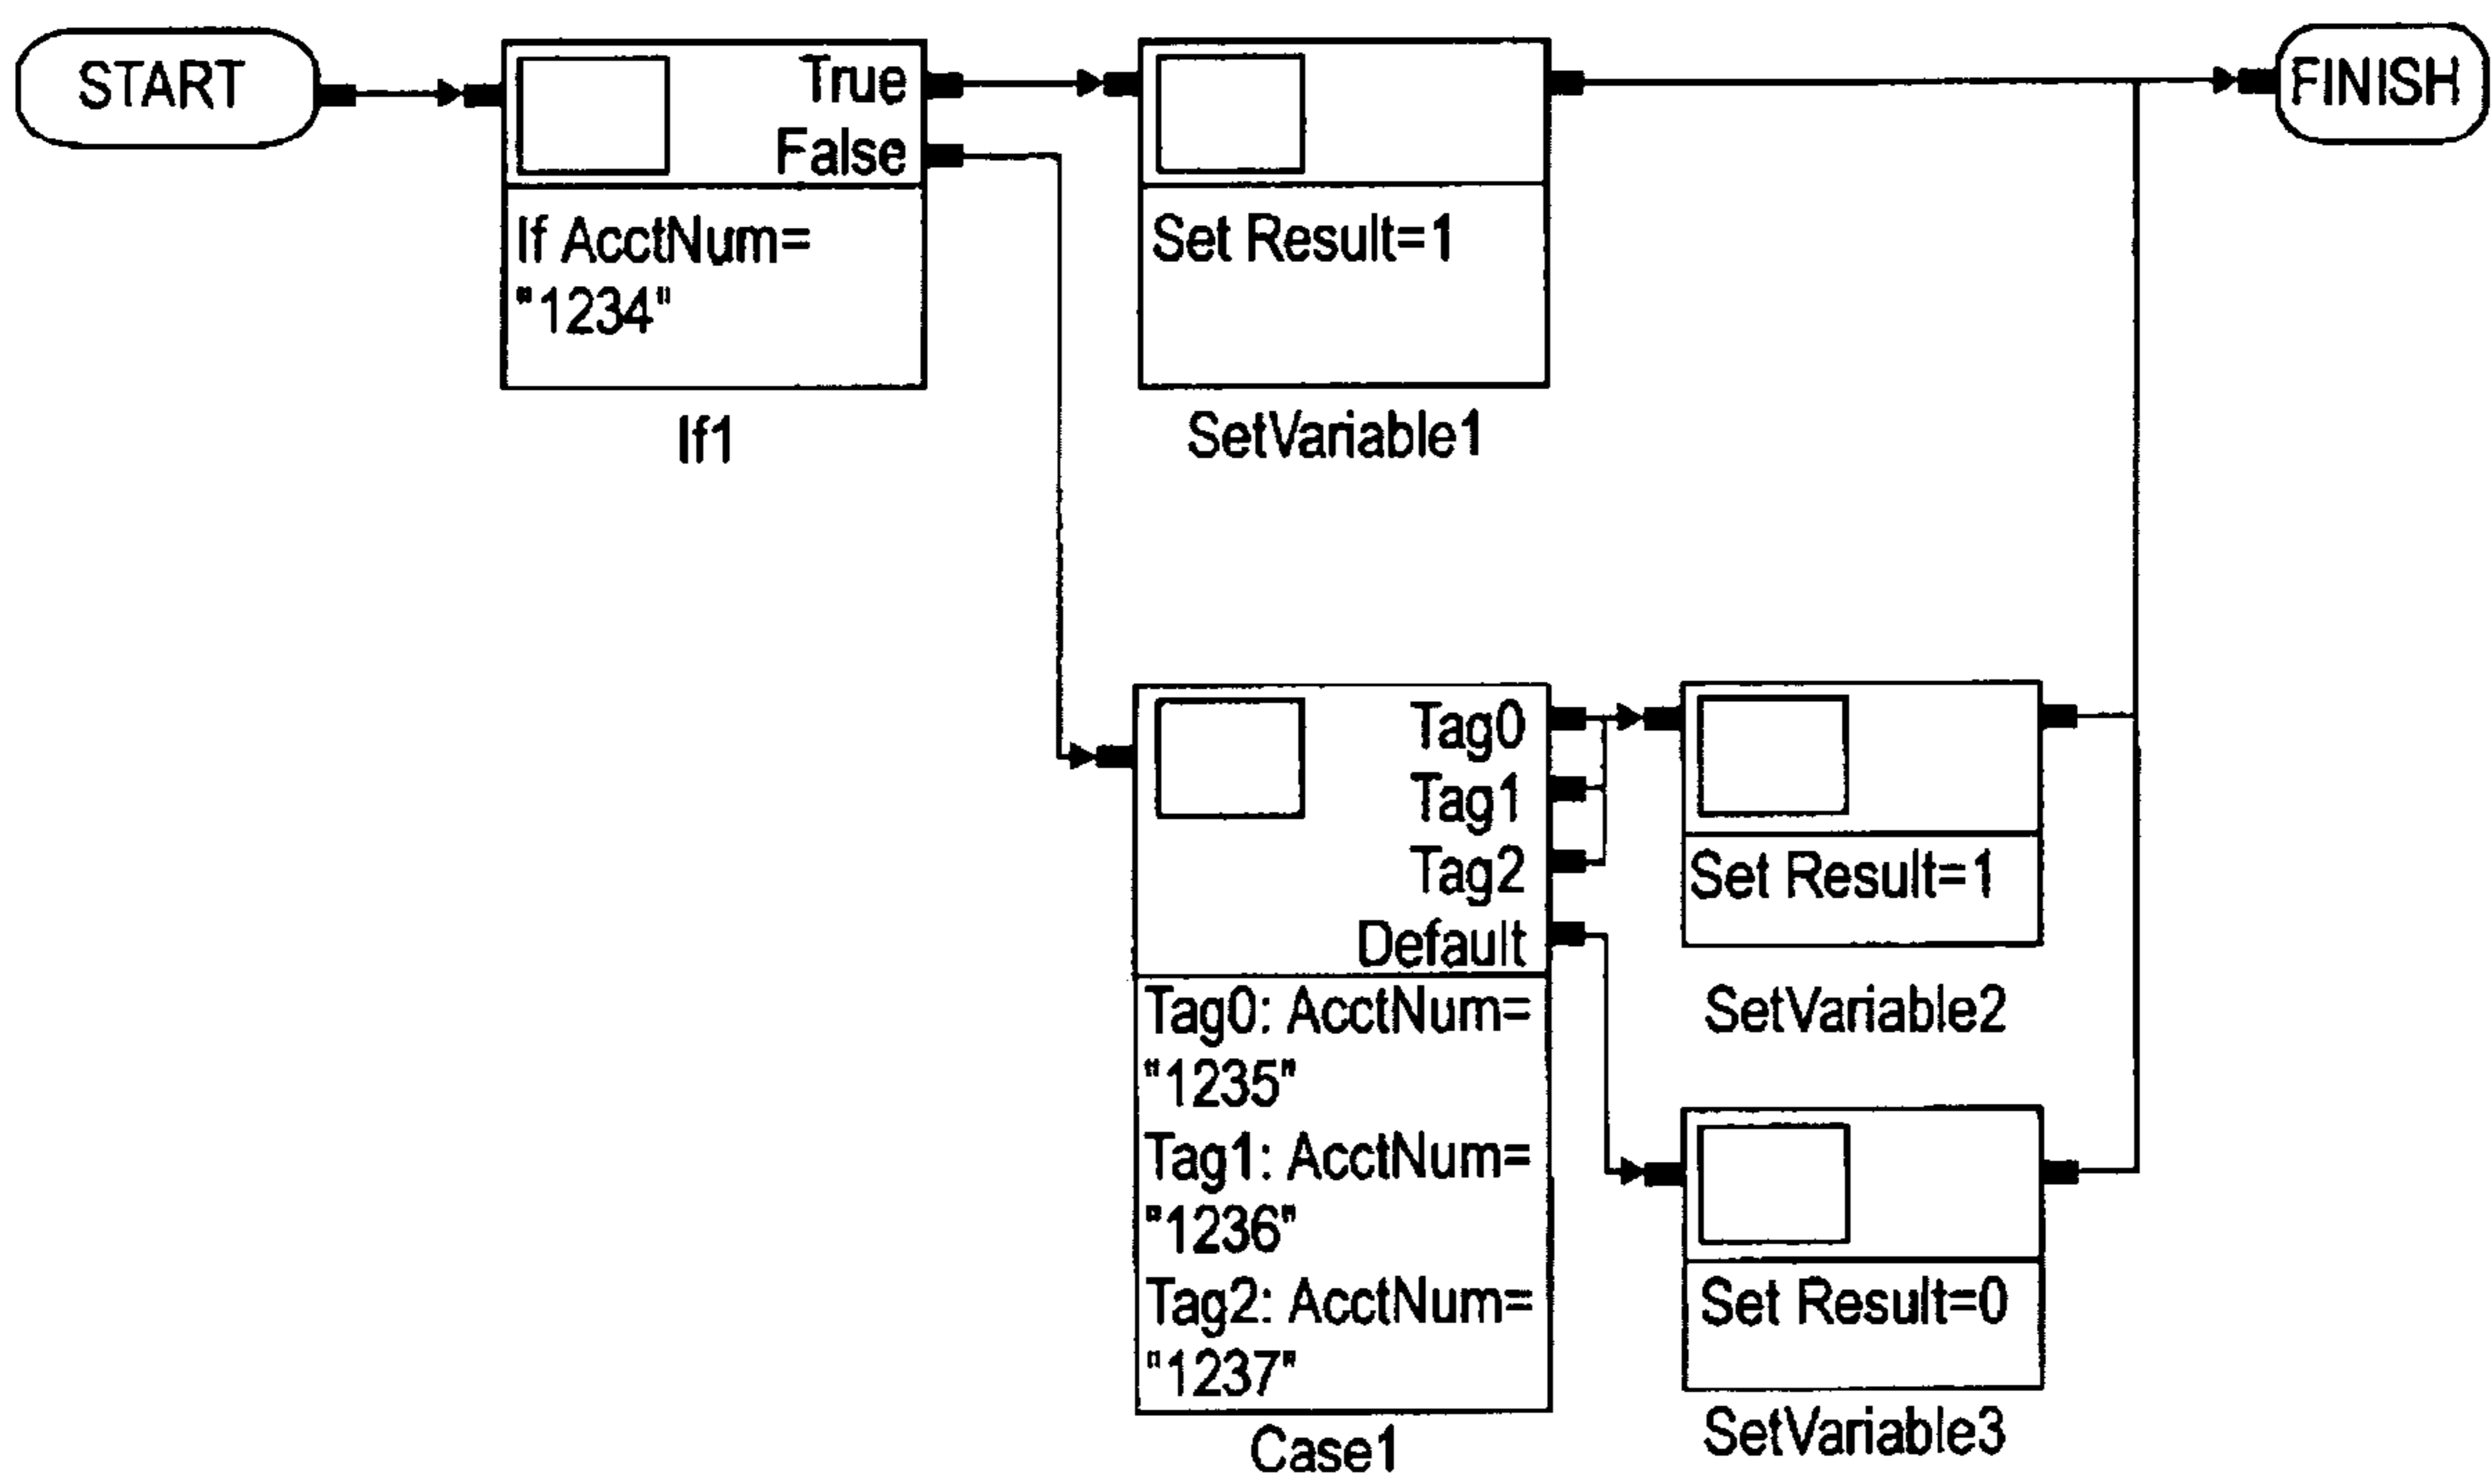 START
True
False
If AcctNum=
"1234"
If1
Set Result=1
SetVariable1
FINISH
Tag0
Tag1
Tag2
Default
Tag0: AcctNum=
"1235"
Tag1: AcctNum=
"1236"
Tag2: AcctNum=
"1237"
Case1
Set Result=1
SetVariable2
Set Result=0
SetVariable3